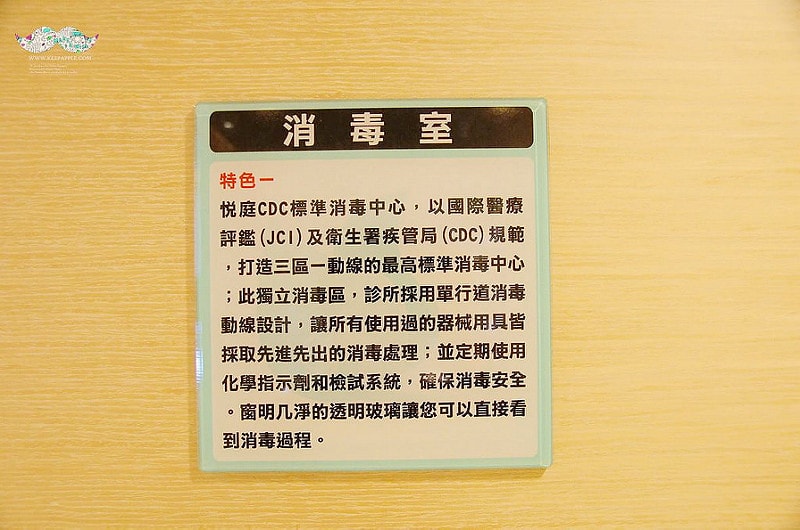 WWW.KEEPAPPLE.COM
消毒室
特色一
悅庭CDC標準消毒中心，以國際醫療
評鑑(JCI)及衛生署疾管局(CDC)規範
，打造三區一動線的最高標準消毒中心
；此獨立消毒區，診所採用單行道消毒
動線設計，讓所有使用過的器械用具皆
採取先進先出的消毒處理；並定期使用
化學指示劑和檢試系統，確保消毒安全
。窗明几淨的透明玻璃讓您可以直接看
到消毒過程。